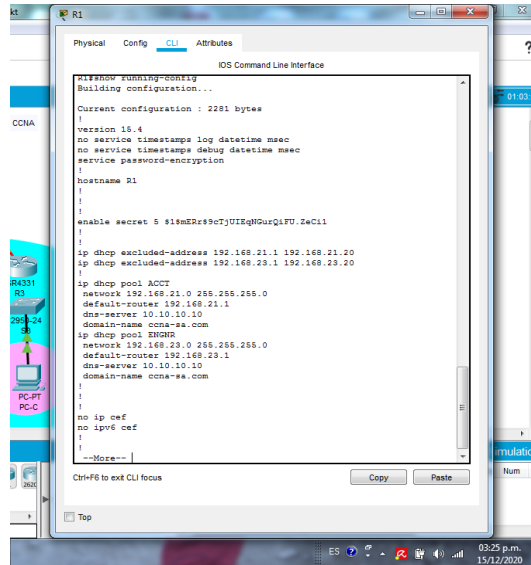 kt
R1
Physical Config CLI Attributes
IOS Command Line Interface
R1#show running-config
Building configuration...
Current configuration : 2281 bytes
!
version 15.4
no service timestamps log datetime msec
no service timestamps debug datetime msec
service password-encryption
!
hostname R1
!
!
!
enable secret 5 $1$mERr$9cTjUIEqNGurQiFU.ZeCi1
!
!
ip dhcp excluded-address 192.168.21.1 192.168.21.20
ip dhcp excluded-address 192.168.23.1 192.168.23.20
!
ip dhcp pool ACCT
network 192.168.21.0 255.255.255.0
default-router 192.168.21.1
dns-server 10.10.10.10
domain-name ccna-sa.com
ip dhcp pool ENGNR
network 192.168.23.0 255.255.255.0
default-router 192.168.23.1
dns-server 10.10.10.10
domain-name ccna-sa.com
!
!
!
no ip cef
no ipv6 cef
!
!
--More--
Ctrl+F6 to exit CLI focus
Copy Paste
Top
?
01:03:
CCNA
R3
PC-PT
PC-C
Num
ES
03:25 p.m.
15/12/2020